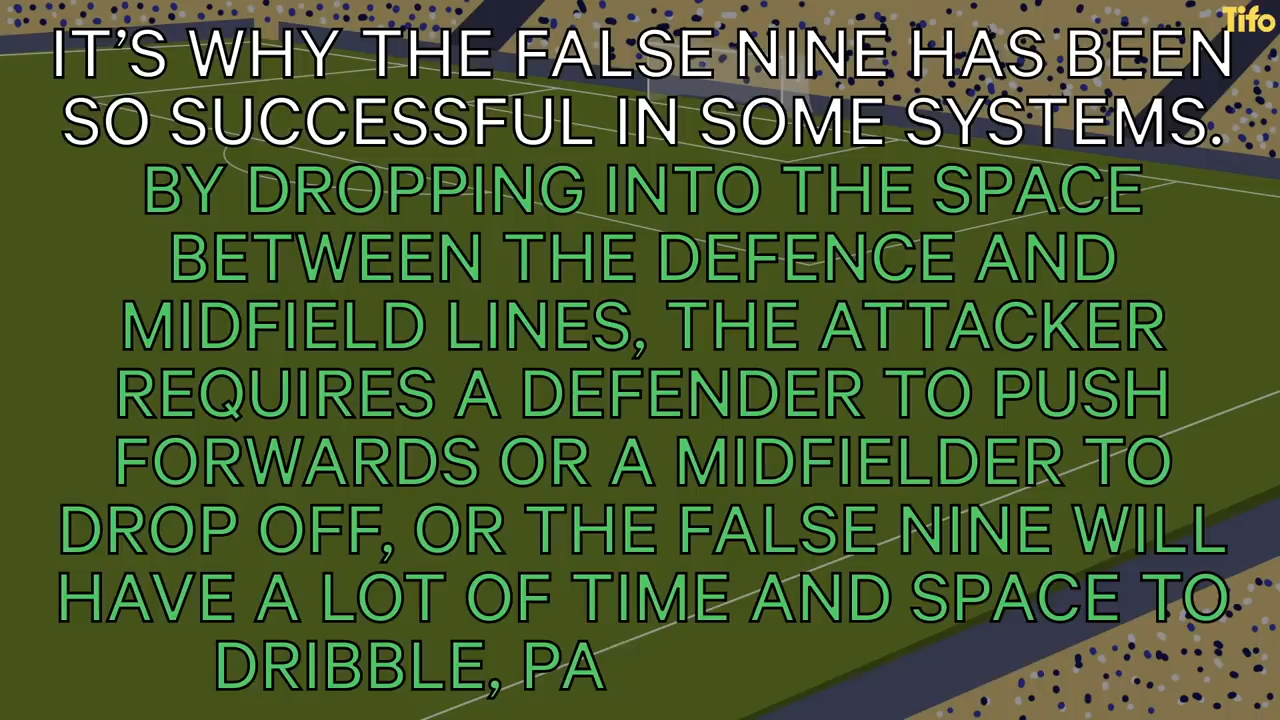 Tifo
IT'S WHY THE FALSE NINE HAS BEEN
SO SUCCESSFUL IN SOME SYSTEMS.
BY DROPPING INTO THE SPACE
BETWEEN THE DEFENCE AND
MIDFIELD LINES, THE ATTACKER
REQUIRES A DEFENDER TO PUSH
FORWARDS OR A MIDFIELDER TO
DROP OFF, OR THE FALSE NINE WILL
HAVE A LOT OF TIME AND SPACE TO
DRIBBLE, PA